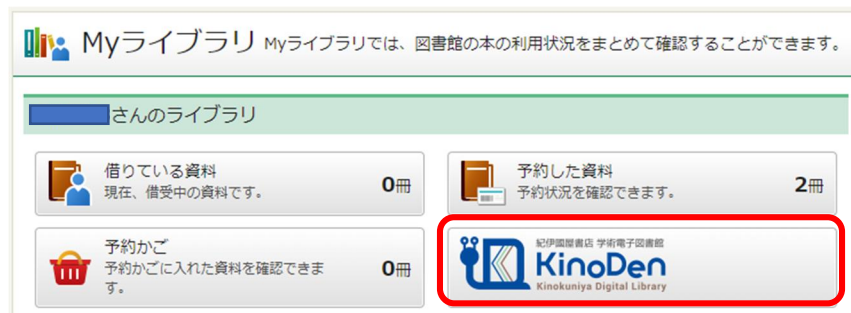 Myライブラリ Myライブラリでは、図書館の本の利用状況をまとめて確認することができます。
さんのライブラリ
借りている資料
現在、借受中の資料です。
0冊
予約した資料
予約状況を確認できます。
2冊
予約かご
予約かごに入れた資料を確認できま
す。
0冊
紀伊國屋書店 学術電子図書館
KinoDen
Kinokuniya Digital Library